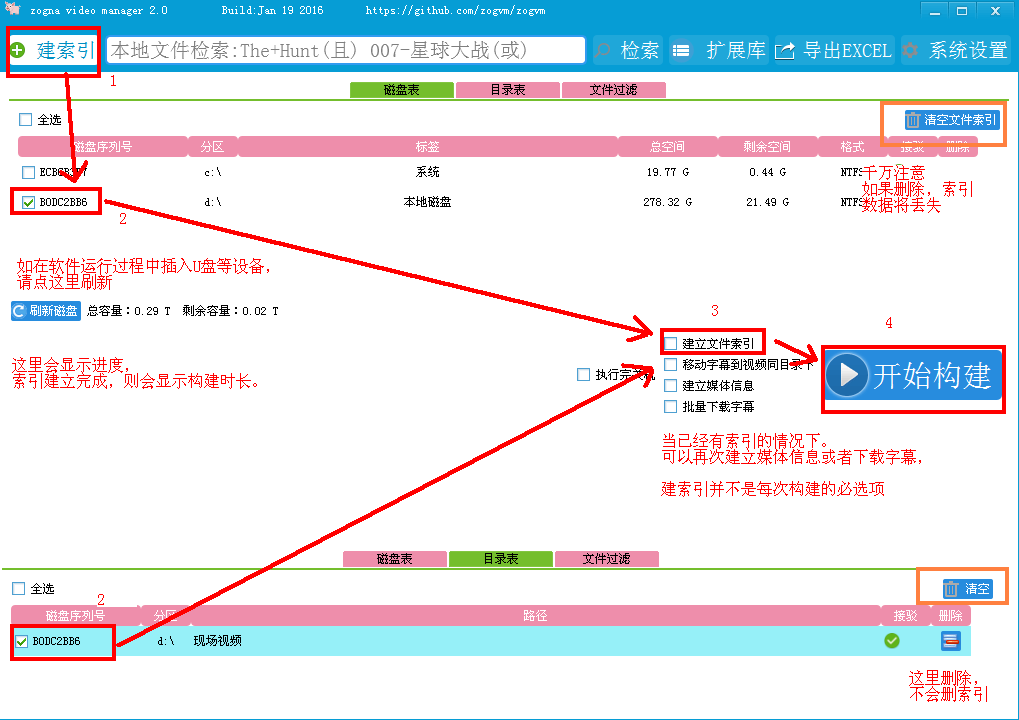 zogna video manager 2.0 Build:Jan 19 2016 https://github.com/zogvm/zogvm
建索引 本地文件检索:The+Hunt(且) 007-星球大战(或) 检索 扩展库 导出EXCEL 系统设置
1
磁盘表 目录表 文件过滤
全选 清空文件索引
磁盘序列号 分区 标签 总空间 剩余空间 格式 接驳 删除
c:\ 系统 19.77 G 0.44 G NTFS
千万注意
如果删除，索引
数据将丢失
B0DC2BB6 d:\ 本地磁盘 278.32 G 21.49 G NTFS
2
如在软件运行过程中插入U盘等设备，
请点这里刷新
刷新磁盘 总容量：0.29 T 剩余容量：0.02 T
3
4
建立文件索引
这里会显示进度，
索引建立完成，则会显示构建时长。
移动字幕到视频同目录下
执行完关机
建立媒体信息
批量下载字幕
开始构建
当已经有索引的情况下。
可以再次建立媒体信息或者下载字幕，
建索引并不是每次构建的必选项
磁盘表 目录表 文件过滤
全选 清空
2
磁盘序列号 分区 路径 接驳 删除
B0DC2BB6 d:\ 现场视频
这里删除，
不会删索引